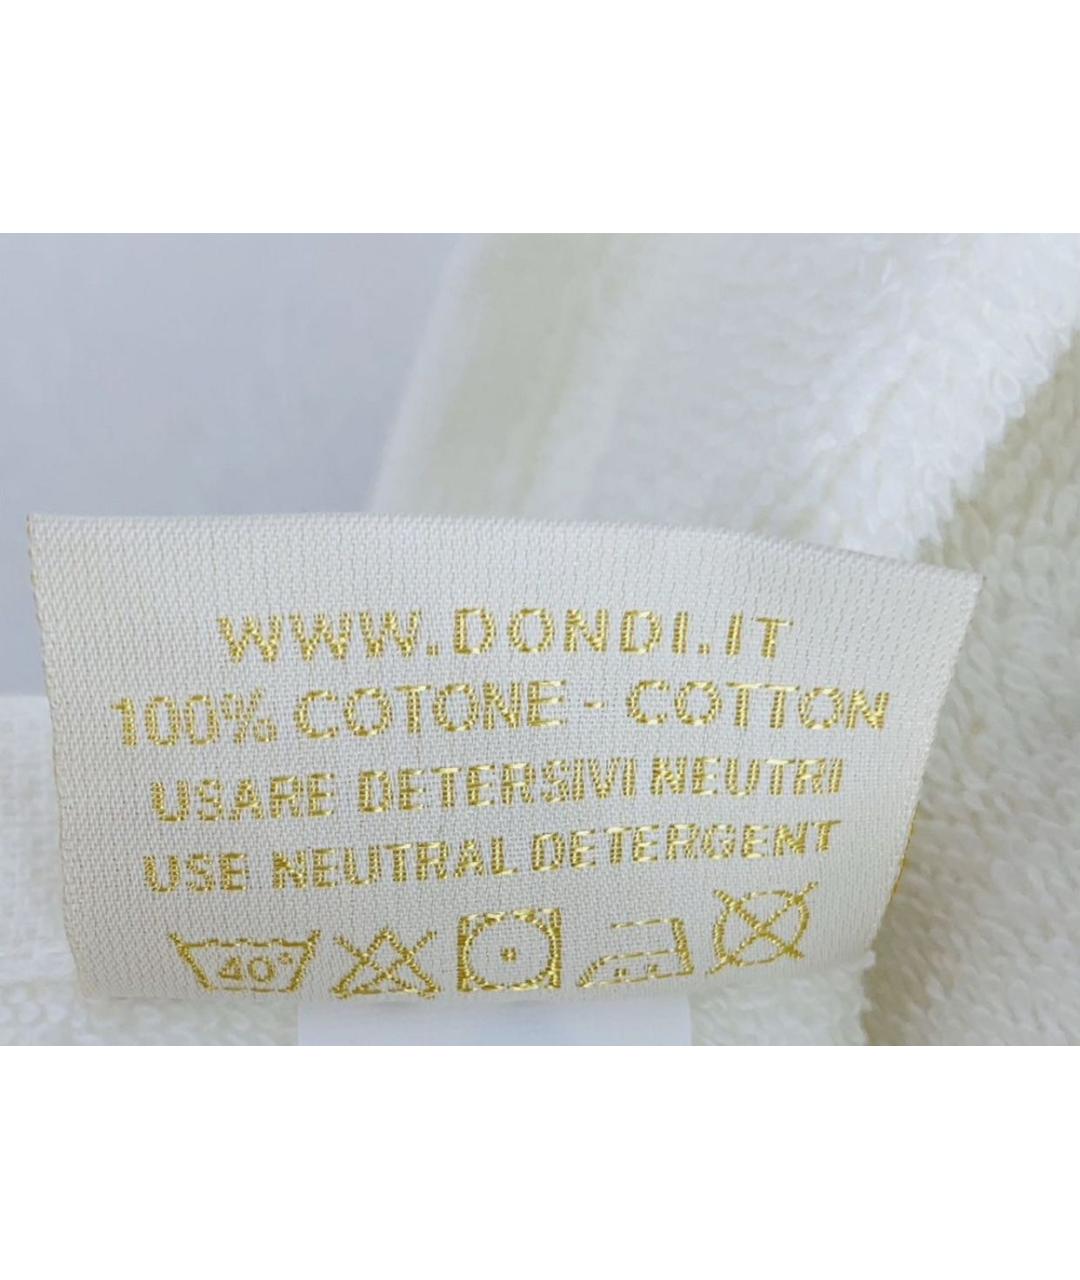 WWW.DONDI.IT
100% COTONE - COTTON
USARE DETERSIVI NEUTRI
USE NEUTRAL DETERGENT
40°